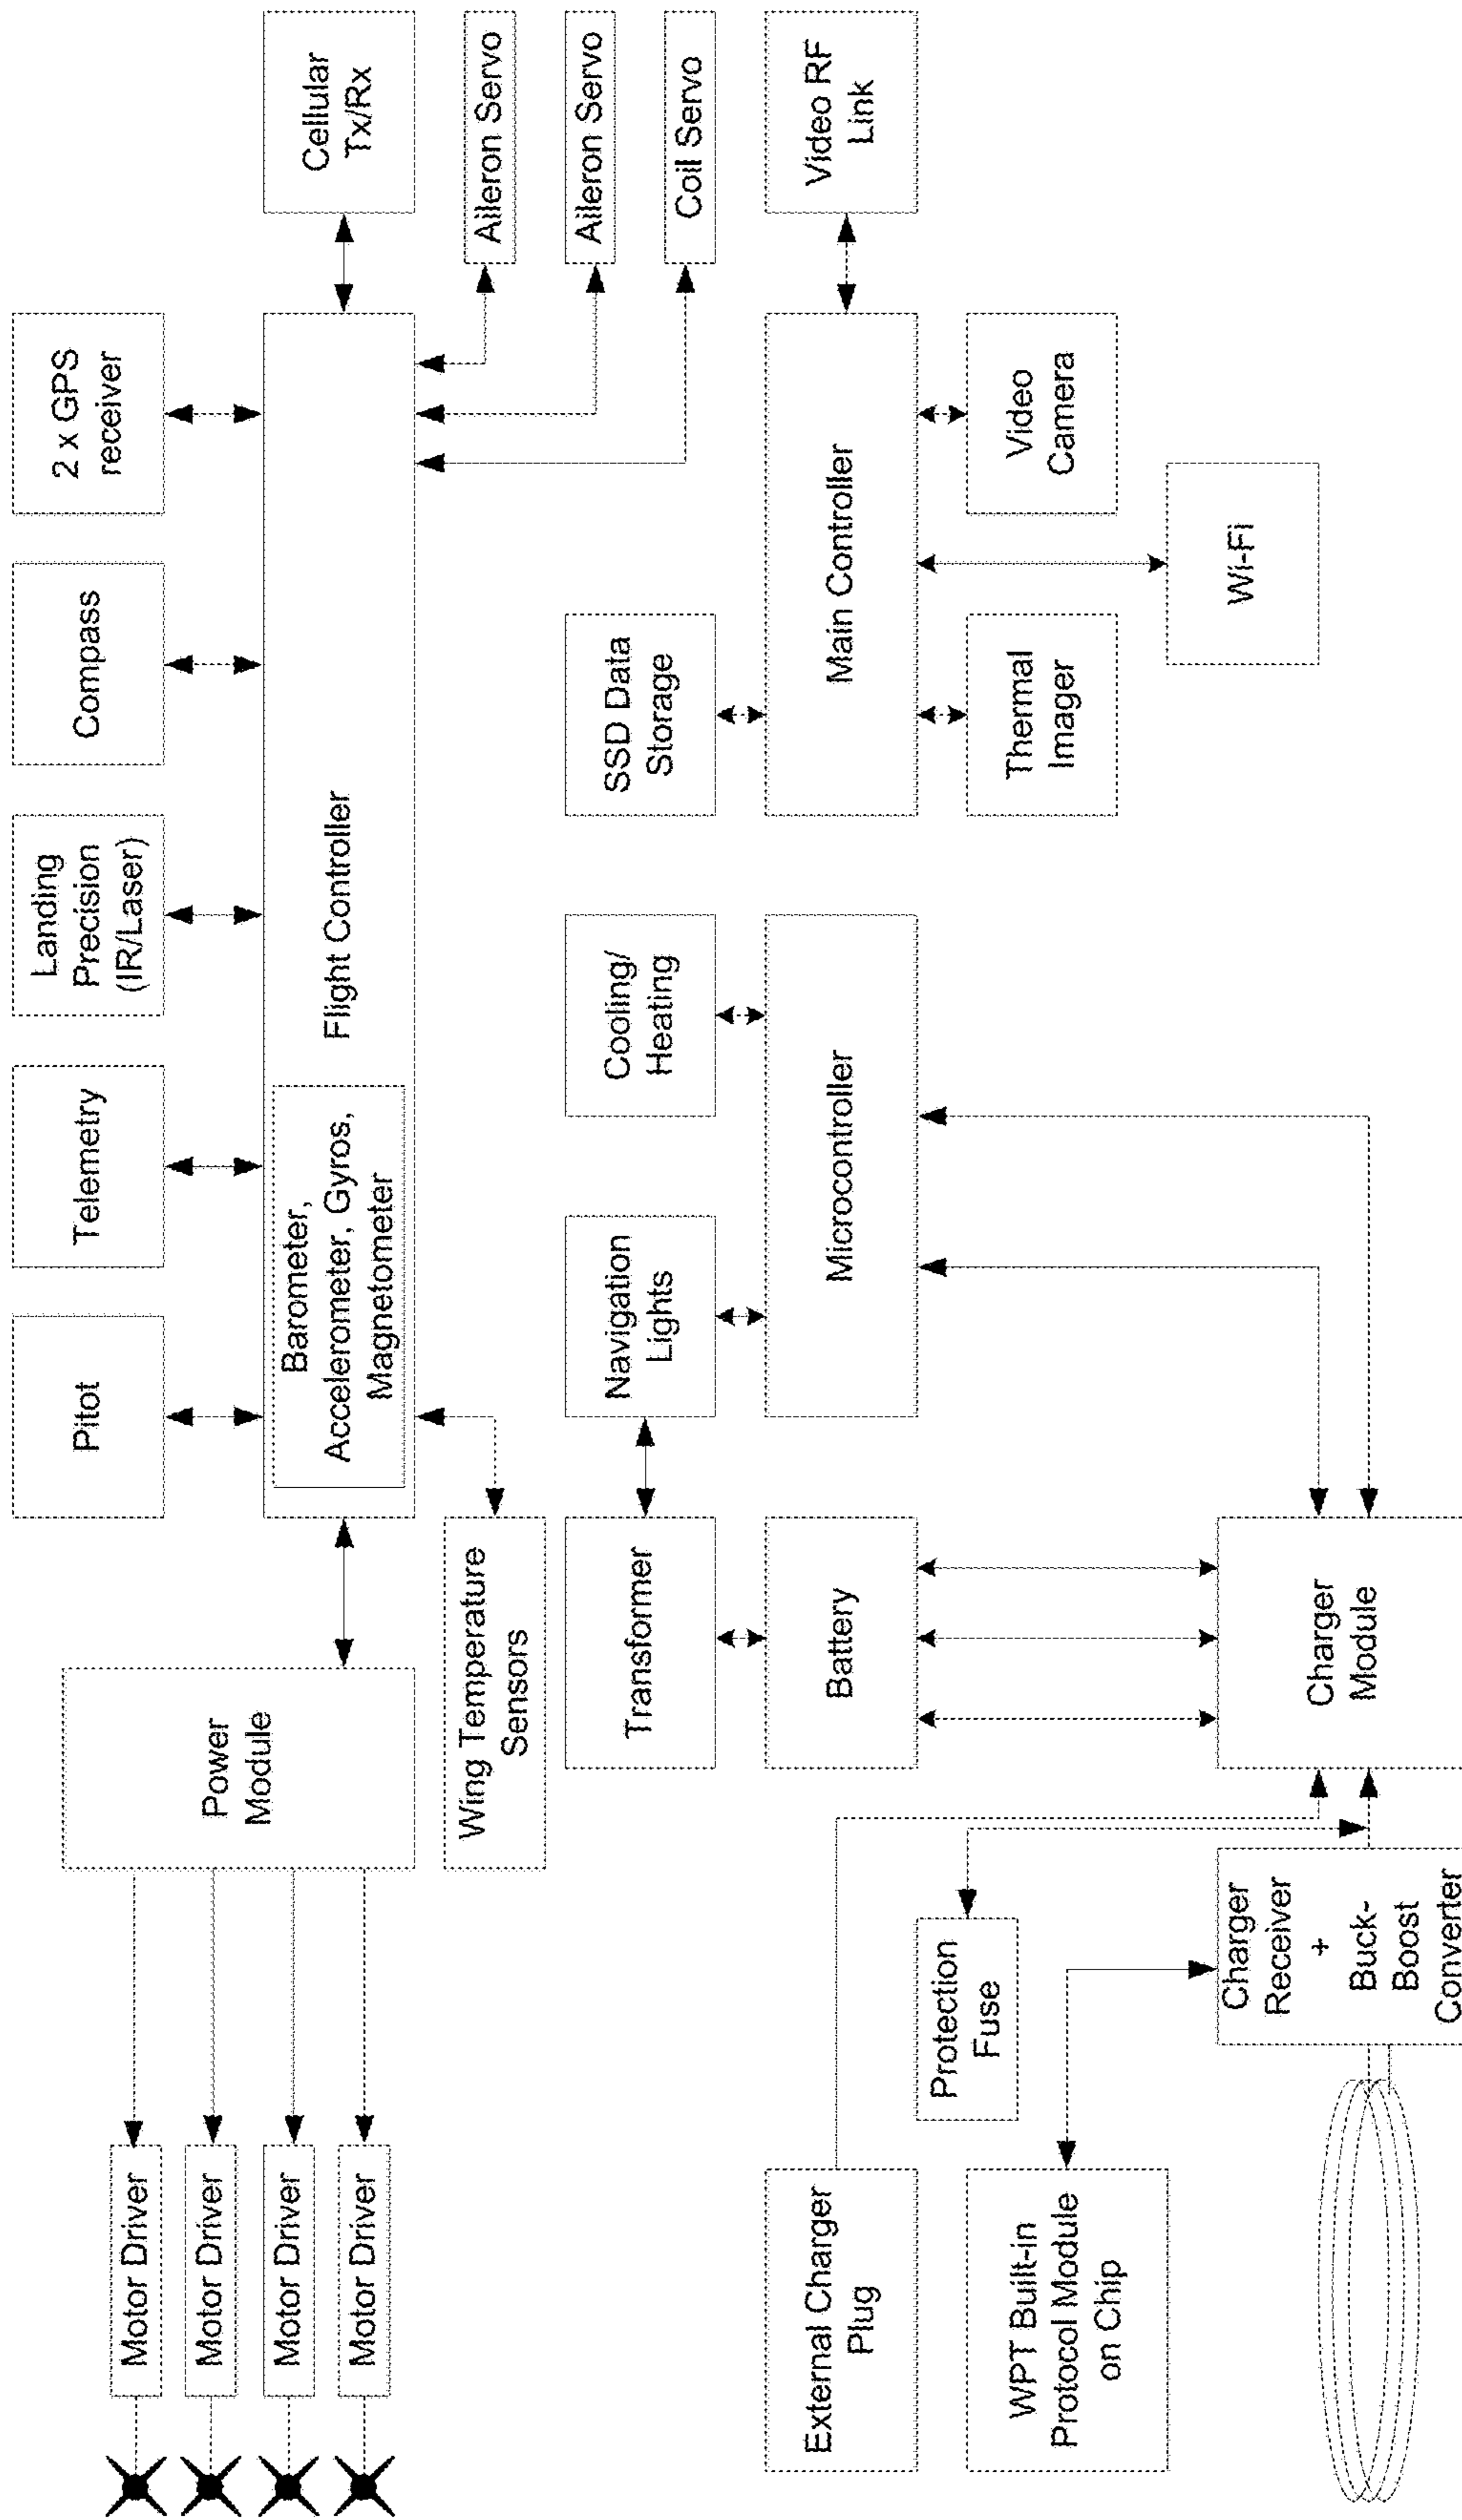 Motor Driver
Motor Driver
Motor Driver
Motor Driver
Power
Module
Pitot
Telemetry
Landing
Precision
(IR/Laser)
Compass
2 x GPS
receiver
Barometer,
Accelerometer, Gyros,
Magnetometer
Flight Controller
Cellular
Tx/Rx
Aileron Servo
Aileron Servo
Coil Servo
Wing Temperature
Sensors
Transformer
Navigation
Lights
Cooling/
Heating
SSD Data
Storage
Battery
Microcontroller
Main Controller
Video RF
Link
Thermal
Imager
Video
Camera
Wi-Fi
External Charger
Plug
Protection
Fuse
WPT Built-in
Protocol Module
on Chip
Charger
Receiver
+
Buck-
Boost
Converter
Charger
Module